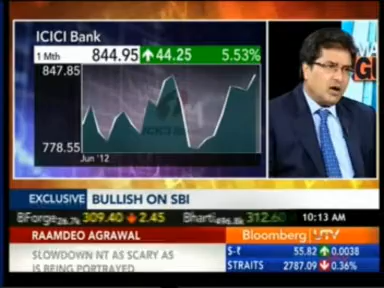 ICICI Bank
1 Mth 844.95 44.25 5.53%
847.85
778.55
Jun '12
EXCLUSIVE BULLISH ON SBI
BForge 26.7k 309.40 2.45 Bharti 312.60 10:13 AM
RAAMDEO AGRAWAL
Bloomberg UTV
SLOWDOWN NT AS SCARY AS
IS BEING PORTRAYED
$-₹ 55.82 0.0038
STRAITS 2787.09 0.36%